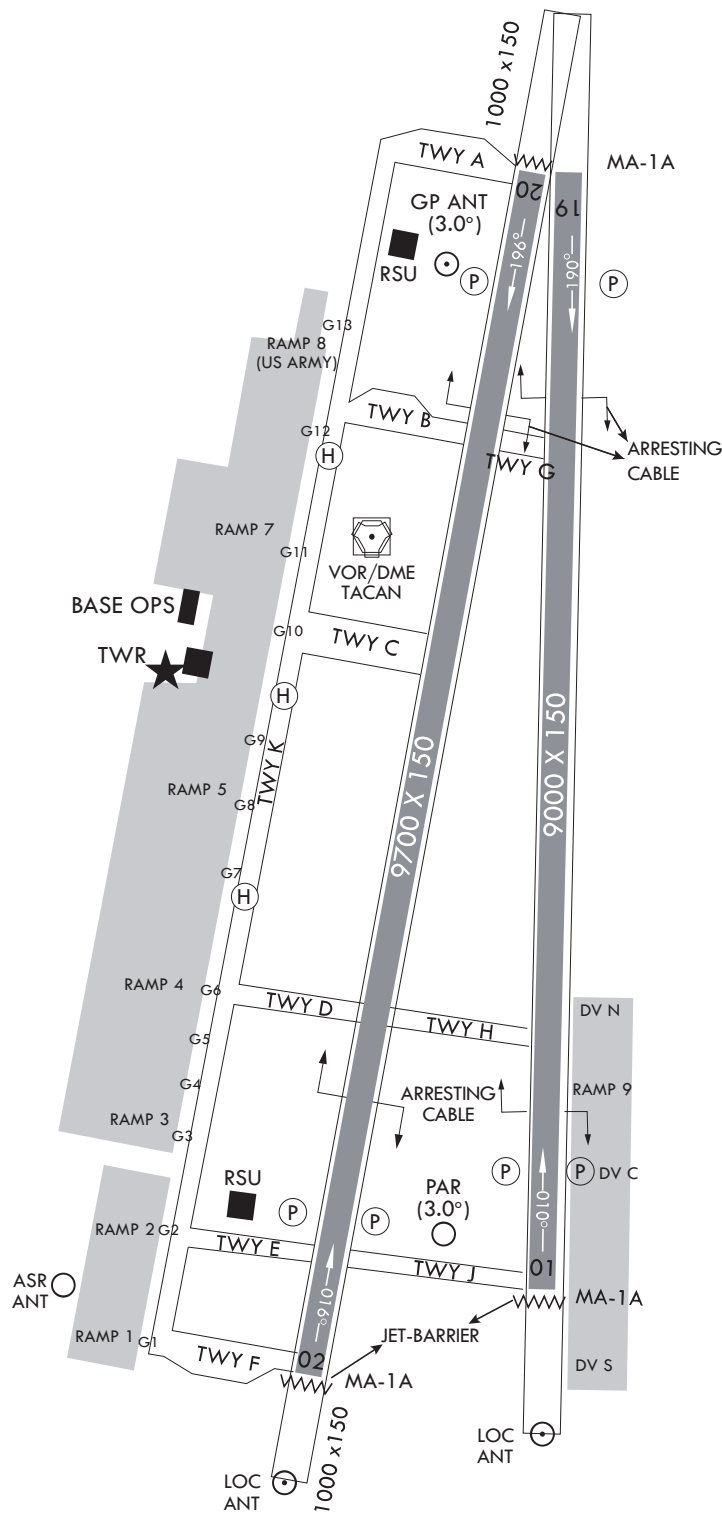 1000 x150
TWY A
MA-1A
20
19
GP ANT
(3.0°)
RSU
P
196°
190°
P
G13
RAMP 8
(US ARMY)
TWY B
G12
H
TWY G
ARRESTING
CABLE
RAMP 7
G11
VOR/DME
TACAN
BASE OPS
G10
TWY C
TWR
H
G9
TWY K
RAMP 5
G8
9700 X 150
9000 X 150
G7
H
RAMP 4
G6
TWY D
DV N
TWY H
G5
G4
ARRESTING
CABLE
RAMP 9
RAMP 3
G3
RSU
P
P
PAR
(3.0°)
P
P
DV C
010°
RAMP 2
G2
TWY E
TWY J
01
ASR
ANT
016°
MA-1A
RAMP 1
G1
JET-BARRIER
TWY F
02
DV S
MA-1A
1000 x150
LOC
ANT
LOC
ANT